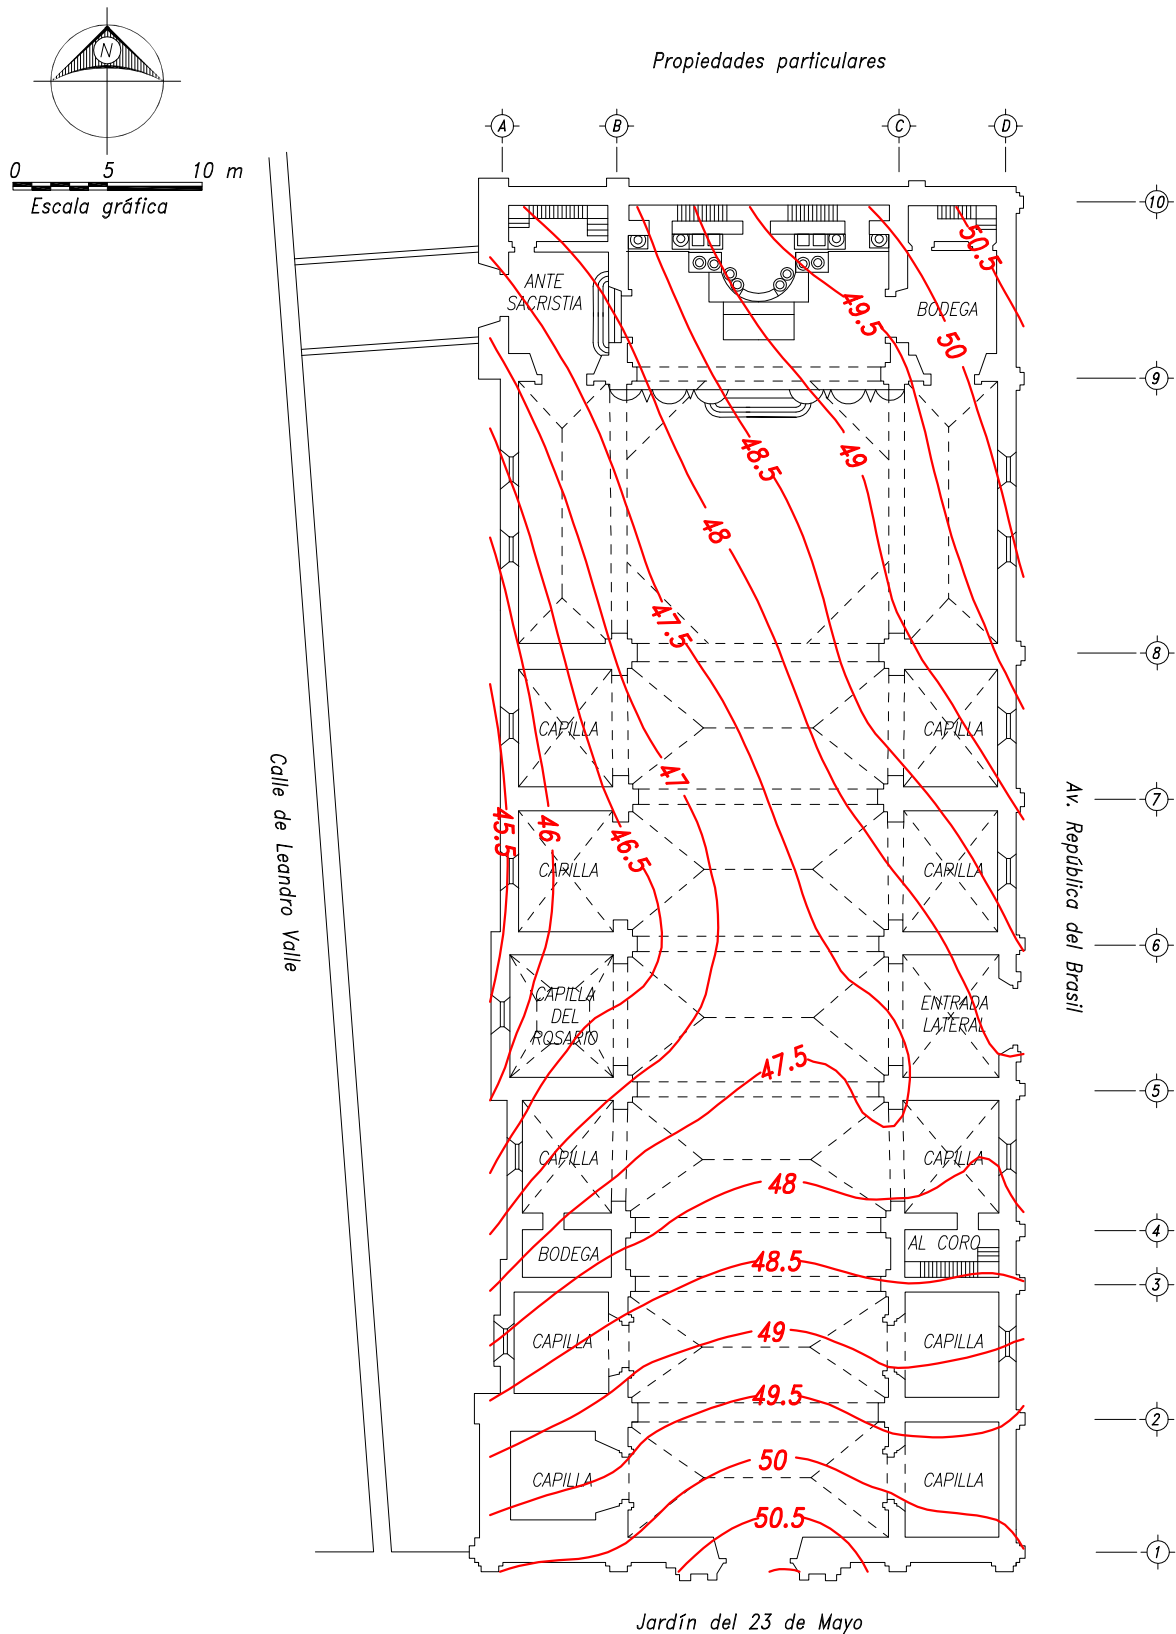 Propiedades particulares
N
0 5 10 m
Escala gráfica
A B C D
10
50.5
ANTE
SACRISTIA
49.5
BODEGA
50
9
48.5
49
48
47.5
8
CAPILLA
CAPILLA
47
7
Calle de Leandro Valle
Av. República del Brasil
45.5
46
46.5
CAPILLA
CAPILLA
6
CAPILLA
DEL
ROSARIO
ENTRADA
LATERAL
47.5
5
CAPILLA
CAPILLA
48
4
BODEGA
AL CORO
48.5
3
CAPILLA
49
CAPILLA
49.5
2
50
CAPILLA
CAPILLA
50.5
1
Jardín del 23 de Mayo